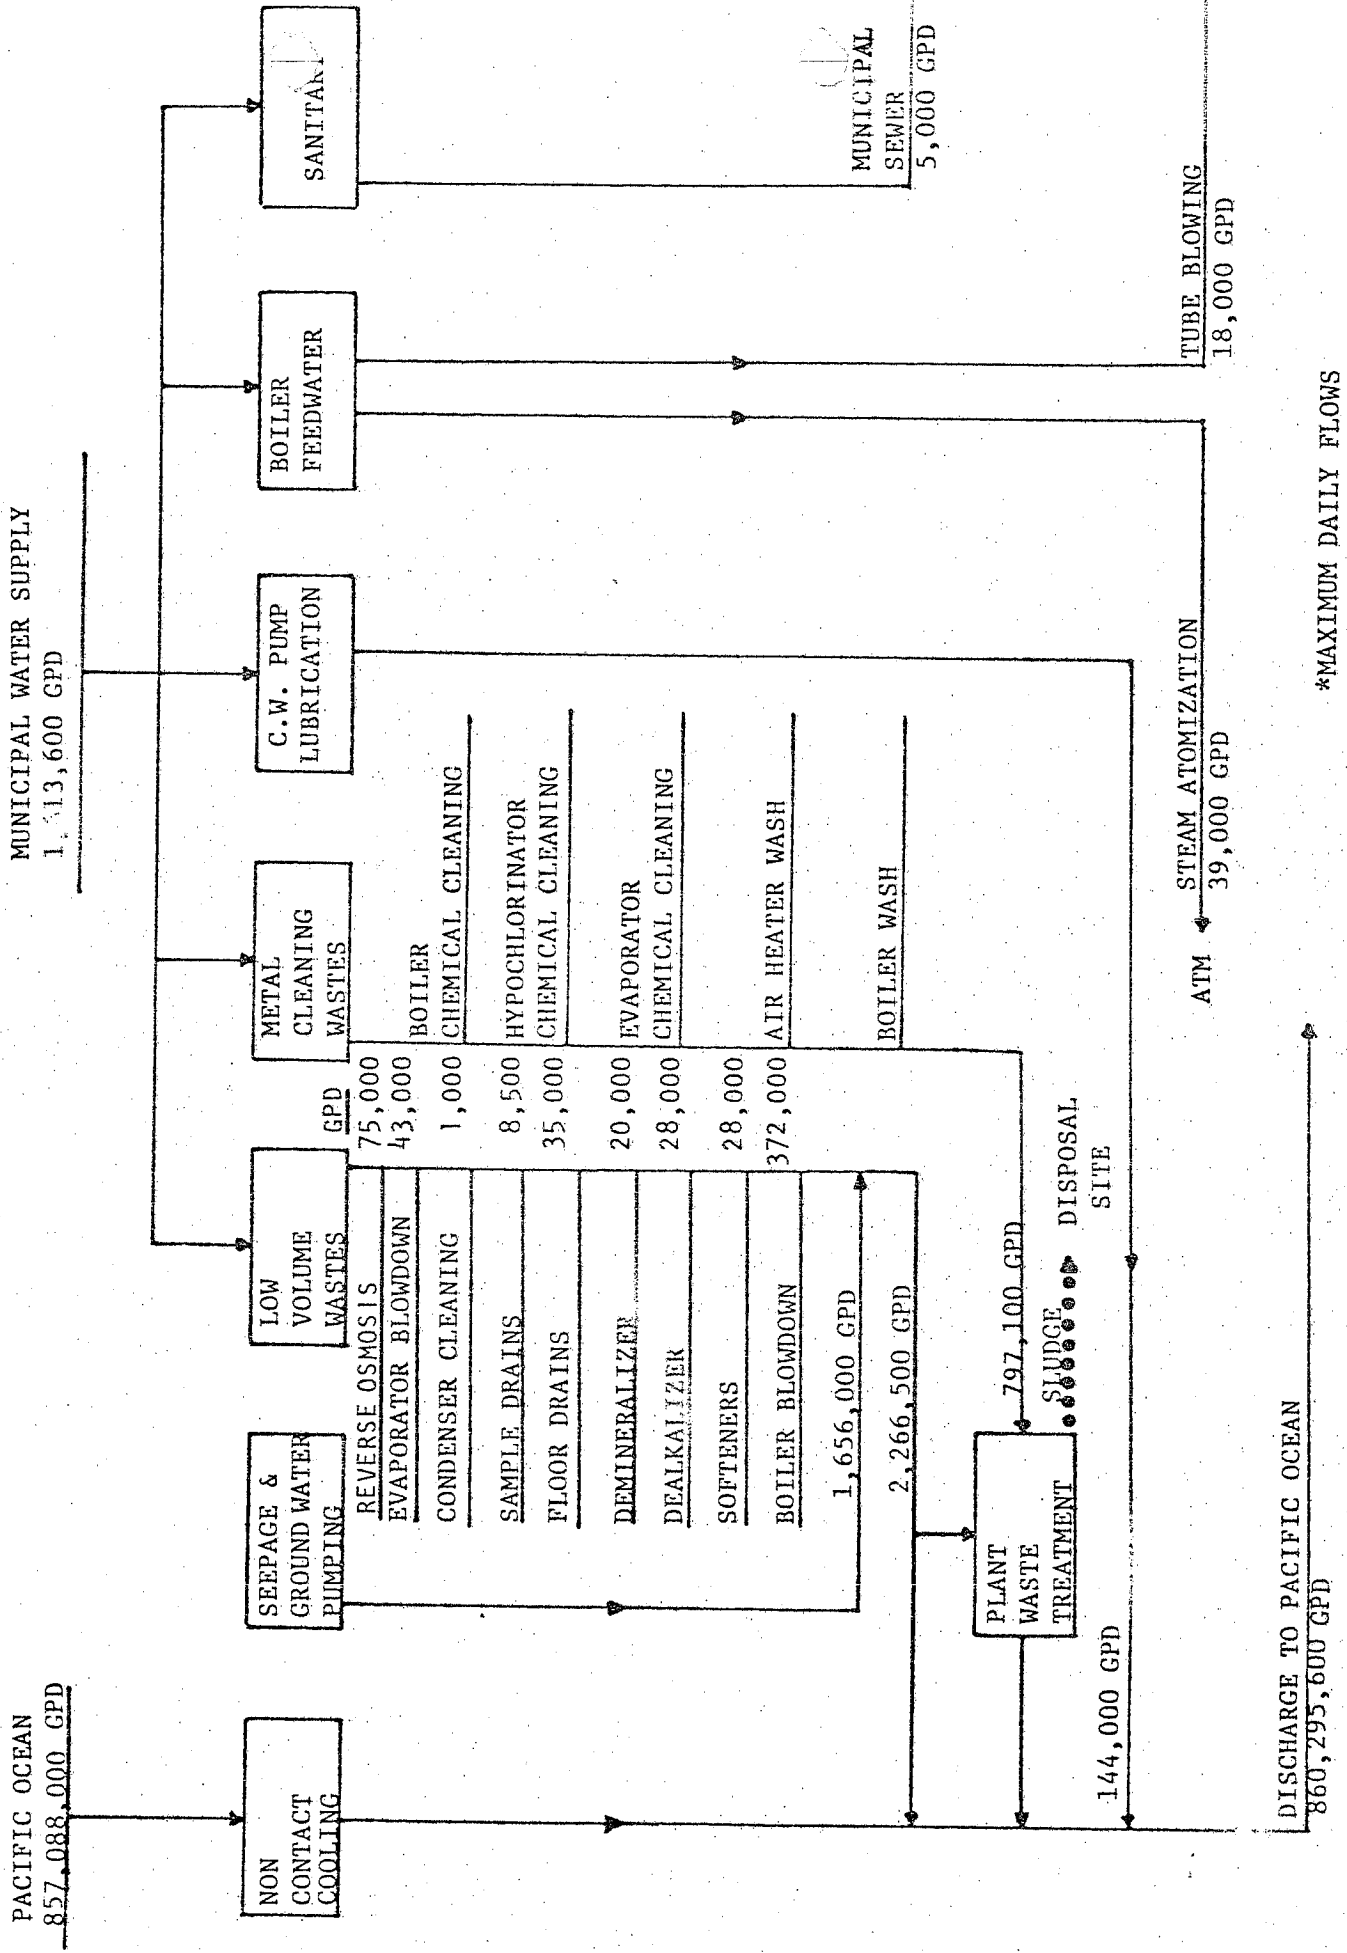 PACIFIC OCEAN
857,088,000 GPD
MUNICIPAL WATER SUPPLY
GPD
NON
CONTACT
COOLING
SEEPAGE &
GROUND WATER
PUMPING
LOW
VOLUME
WASTES
METAL
CLEANING
WASTES
C.W. PUMP
LUBRICATION
BOILER
FEEDWATER
GPD
REVERSE OSMOSIS 75,000
EVAPORATOR BLOWDOWN 43,000
CONDENSER CLEANING 1,000
SAMPLE DRAINS 8,500
FLOOR DRAINS 35,000
DEMINERALIZER 20,000
DEALKALIZER 28,000
SOFTENERS 28,000
BOILER BLOWDOWN 372,000
1,656,000 GPD
2,266,500 GPD
BOILER
CHEMICAL CLEANING
HYPOCHLORINATOR
CHEMICAL CLEANING
EVAPORATOR
CHEMICAL CLEANING
AIR HEATER WASH
BOILER WASH
MUNICIPAL
SEWER
5,000 GPD
797,100 GPD
PLANT
WASTE
TREATMENT
SLUDGE
DISPOSAL
SITE
144,000 GPD
ATM
STEAM ATOMIZATION
39,000 GPD
TUBE BLOWING
18,000 GPD
DISCHARGE TO PACIFIC OCEAN
860,295,600 GPD
*MAXIMUM DAILY FLOWS